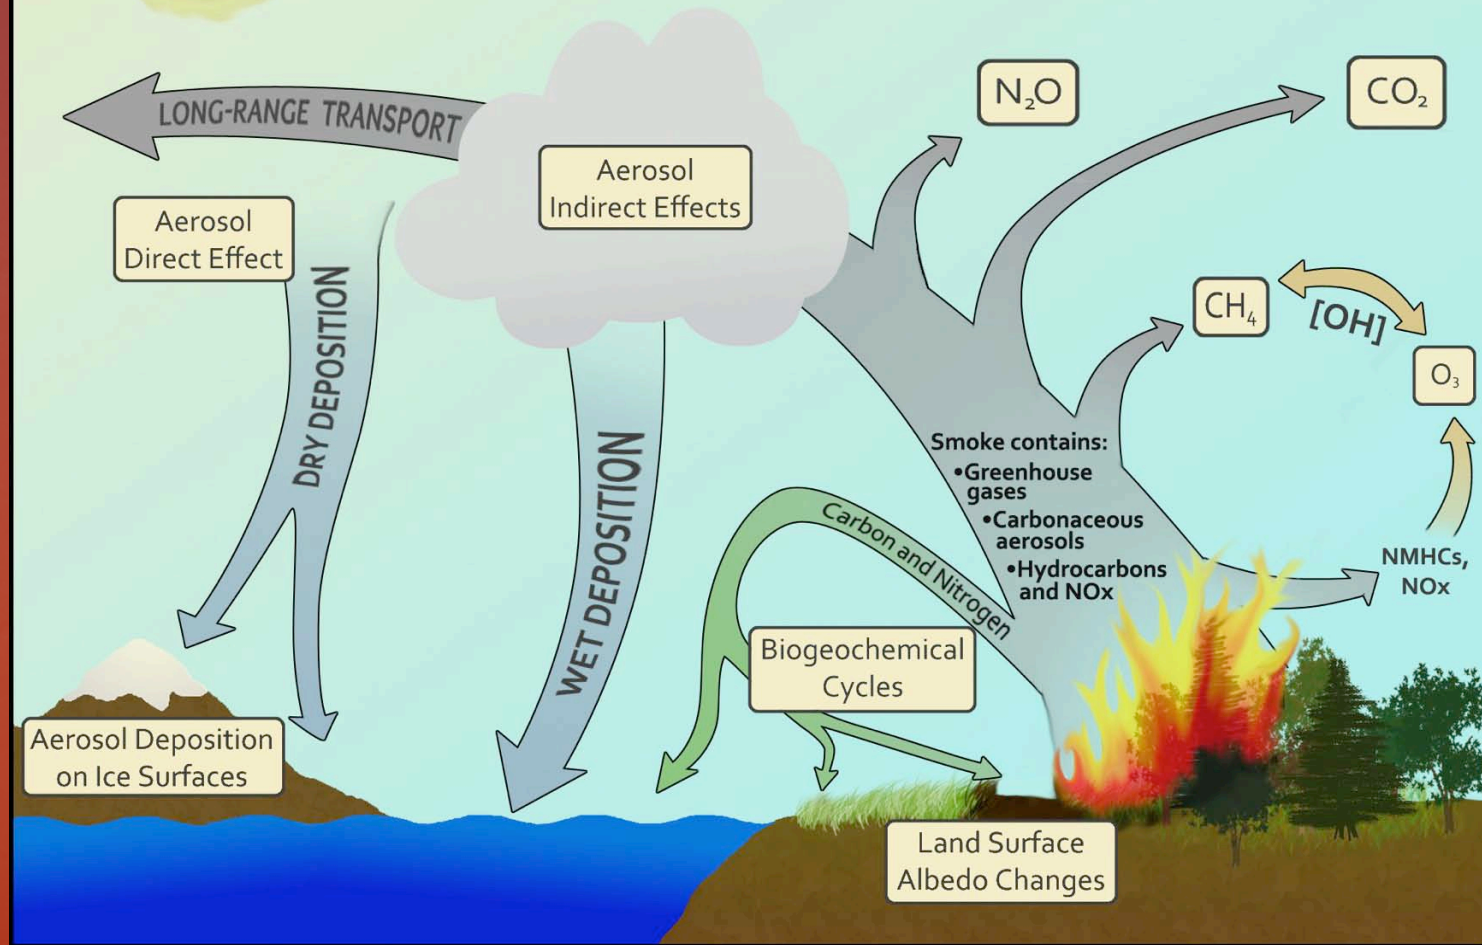 LONG-RANGE TRANSPORT
Aerosol
Indirect Effects
N₂O
CO₂
Aerosol
Direct Effect
DRY DEPOSITION
CH₄
[OH]
O₃
WET DEPOSITION
Smoke contains:
•Greenhouse
gases
•Carbonaceous
aerosols
•Hydrocarbons
and NOx
Carbon and Nitrogen
NMHCs,
NOx
Biogeochemical
Cycles
Aerosol Deposition
on Ice Surfaces
Land Surface
Albedo Changes